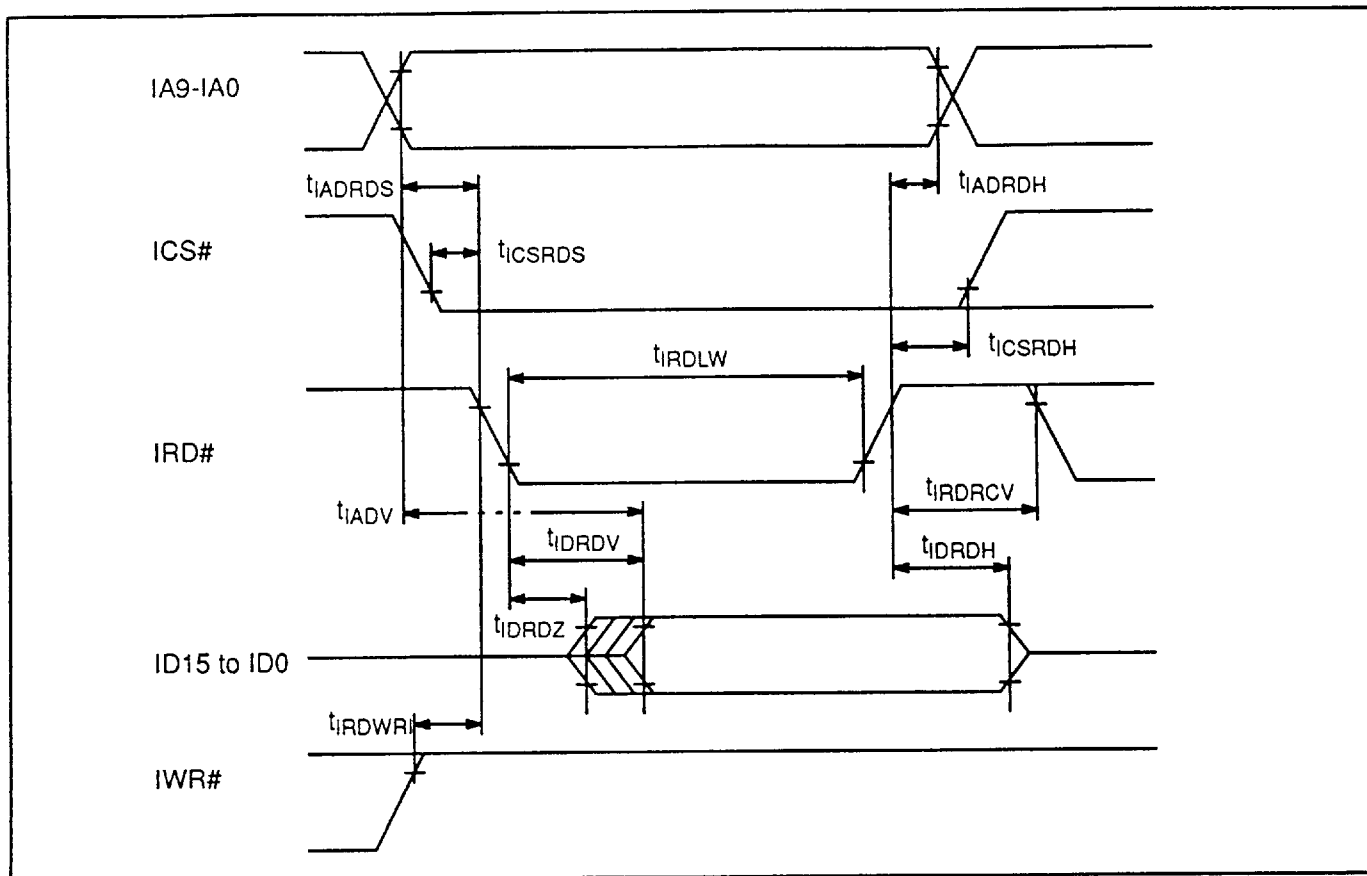 IA9-IA0
tIADRDS
tIADRDH
ICS#
tICSRDS
tICSRDH
tIRDLW
IRD#
tIRDRCV
tIADV
tIDRDV
tIDRDH
tIDRDZ
ID15 to ID0
tIRDWRI
IWR#